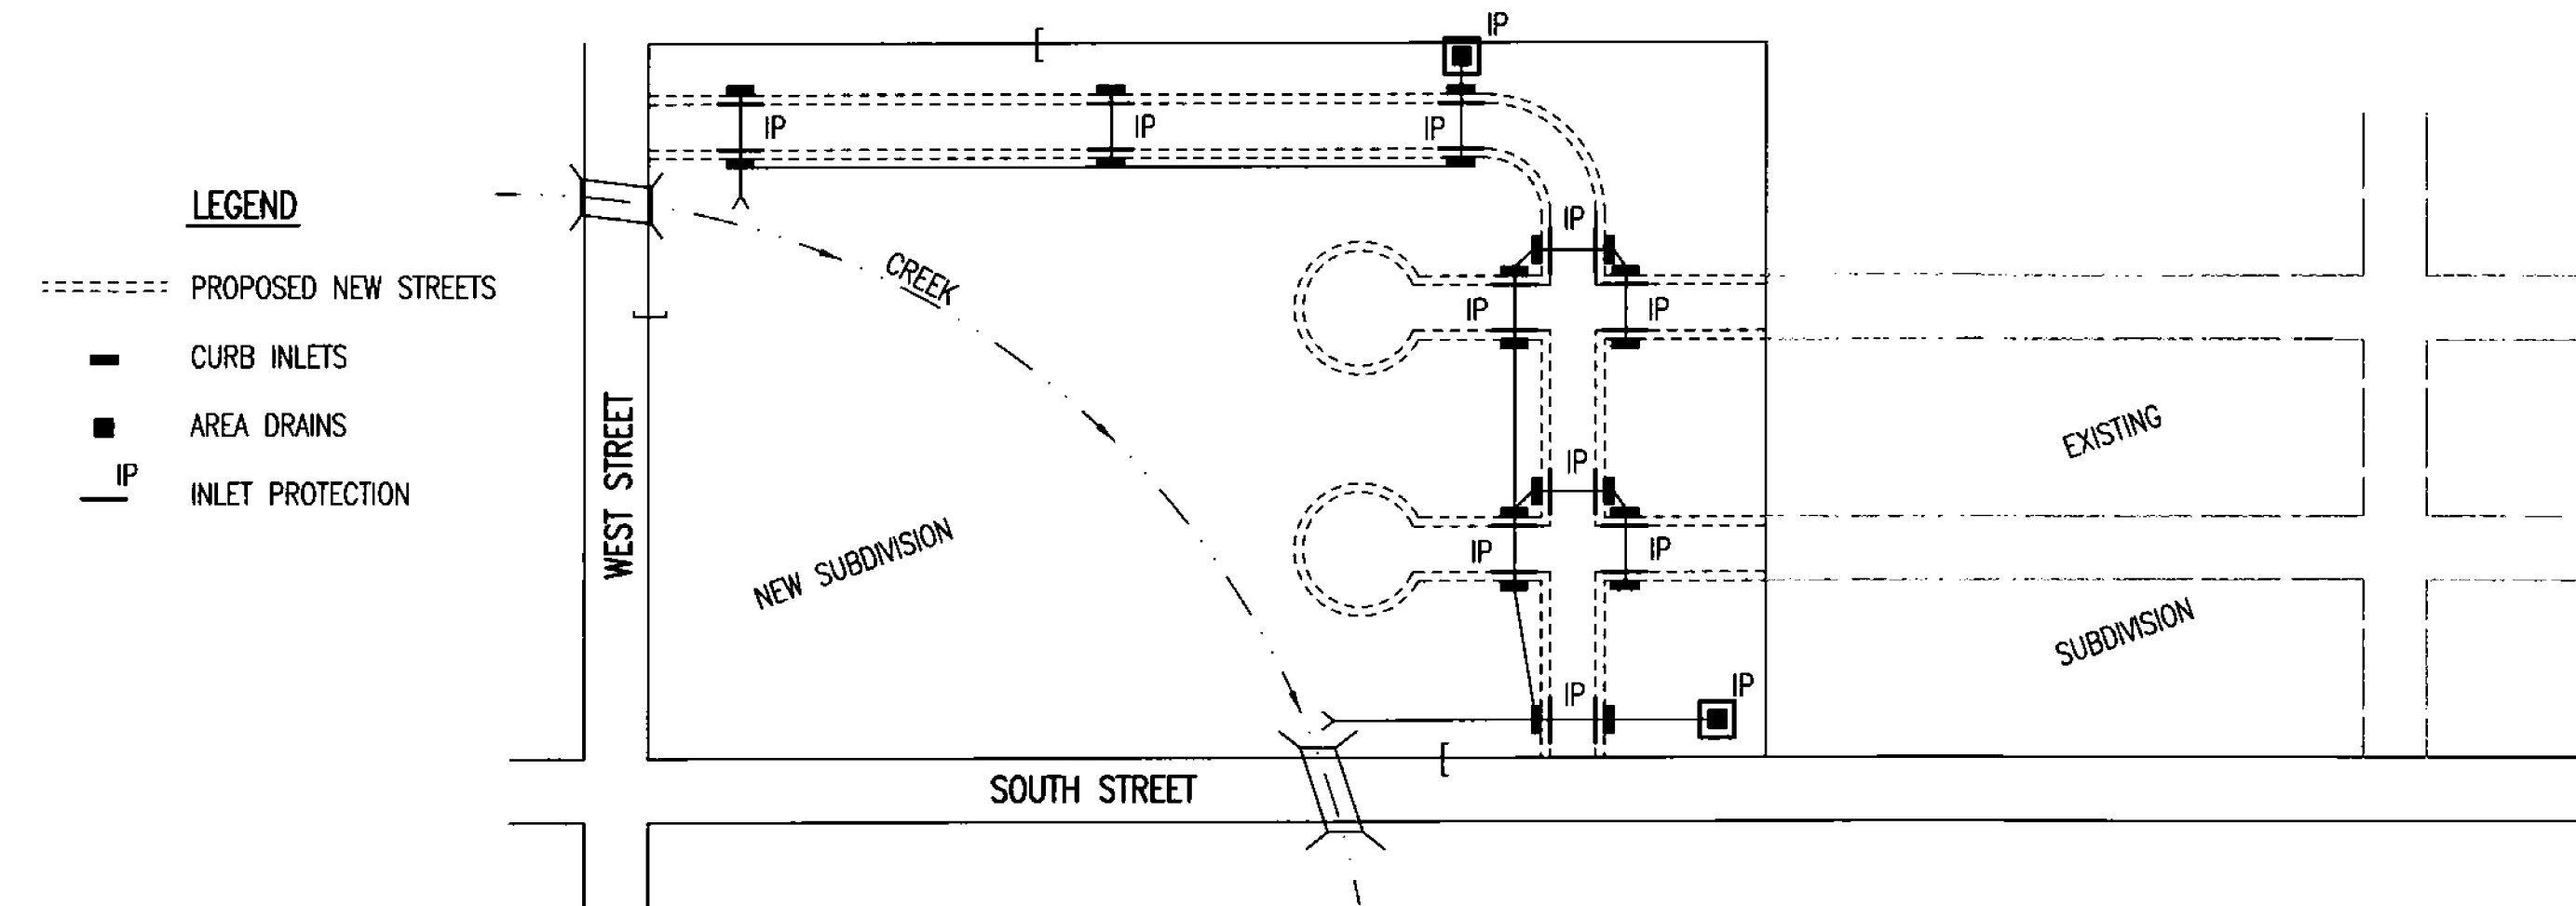 IP
IP
IP
IP
LEGEND
IP
CREEK
PROPOSED NEW STREETS
IP
IP
CURB INLETS
AREA DRAINS
EXISTING
IP
IP
INLET PROTECTION
WEST STREET
NEW SUBDIVISION
IP
IP
SUBDIVISION
IP
IP
SOUTH STREET